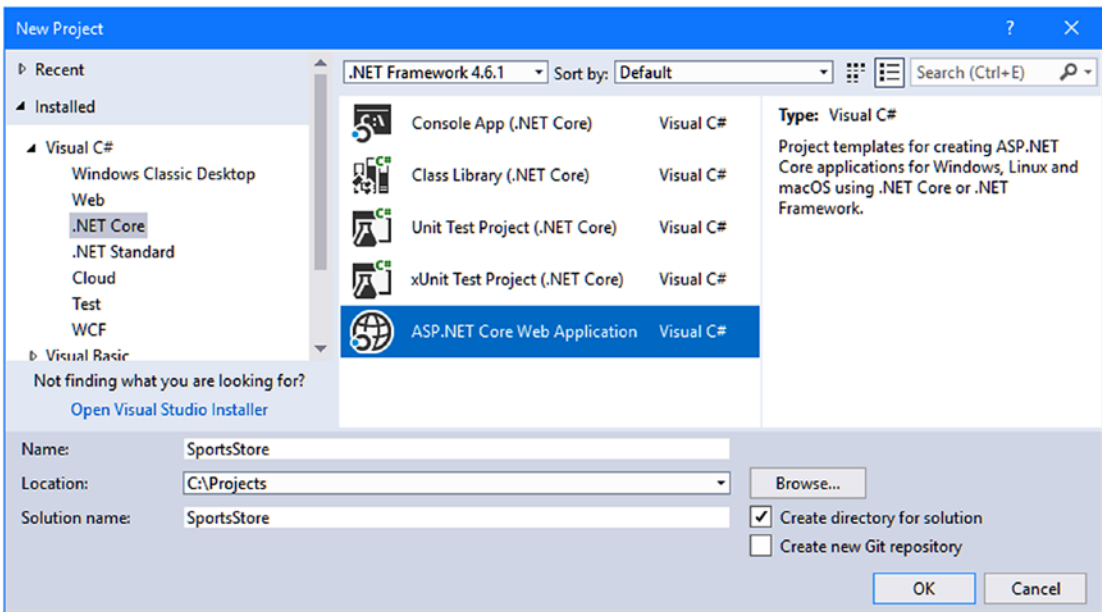 New Project
?
Recent
Installed
Visual C#
Windows Classic Desktop
Web
.NET Core
.NET Standard
Cloud
Test
WCF
Visual Basic
Not finding what you are looking for?
Open Visual Studio Installer
.NET Framework 4.6.1 Sort by: Default Search (Ctrl+E)
Console App (.NET Core) Visual C#
Class Library (.NET Core) Visual C#
Unit Test Project (.NET Core) Visual C#
xUnit Test Project (.NET Core) Visual C#
ASP.NET Core Web Application Visual C#
Type: Visual C#
Project templates for creating ASP.NET
Core applications for Windows, Linux and
macOS using .NET Core or .NET
Framework.
Name: SportsStore
Location: C:\Projects Browse...
Solution name: SportsStore Create directory for solution
Create new Git repository
OK Cancel